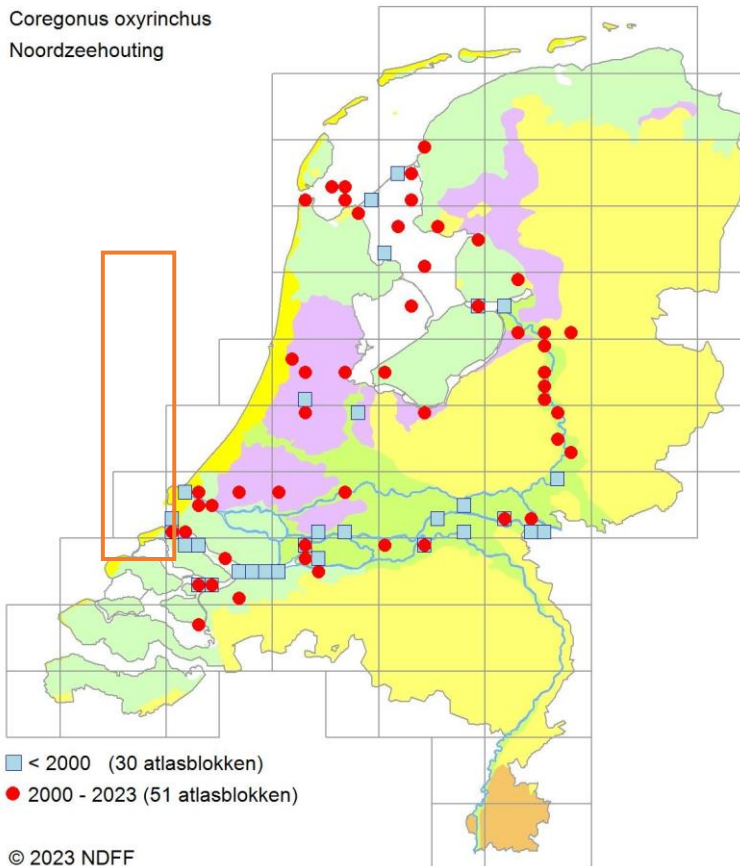 Coregonus oxyrinchus
Noordzeehouting
< 2000 (30 atlasblokken)
2000 - 2023 (51 atlasblokken)
© 2023 NDFF